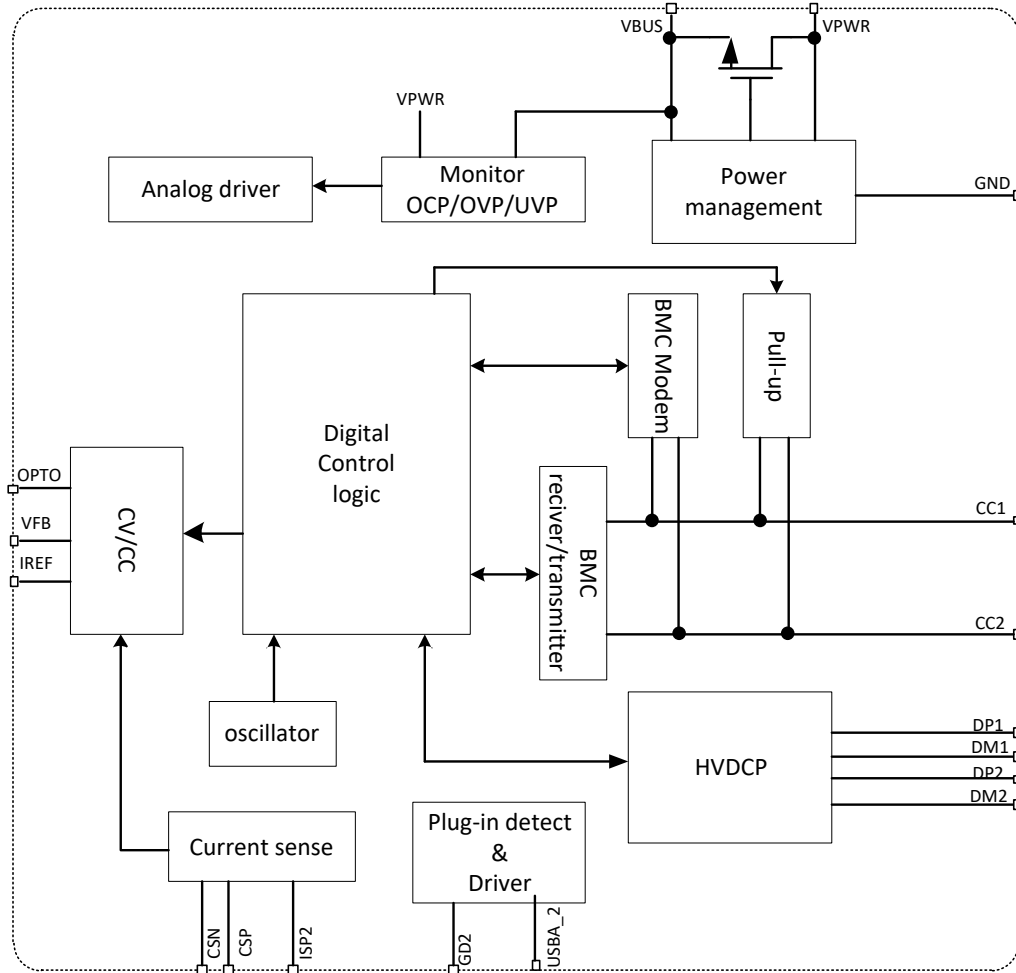 VBUS
VPWR
VPWR
Analog driver
Monitor
OCP/OVP/UVP
Power
management
GND
BMC Modem
Pull-up
Digital
Control
logic
OPTO
VFB
IREF
CV/CC
BMC
reciver/transmitter
CC1
CC2
oscillator
HVDCP
DP1
DM1
DP2
DM2
Current sense
Plug-in detect
&
Driver
CSN
CSP
ISP2
GD2
USBA_2